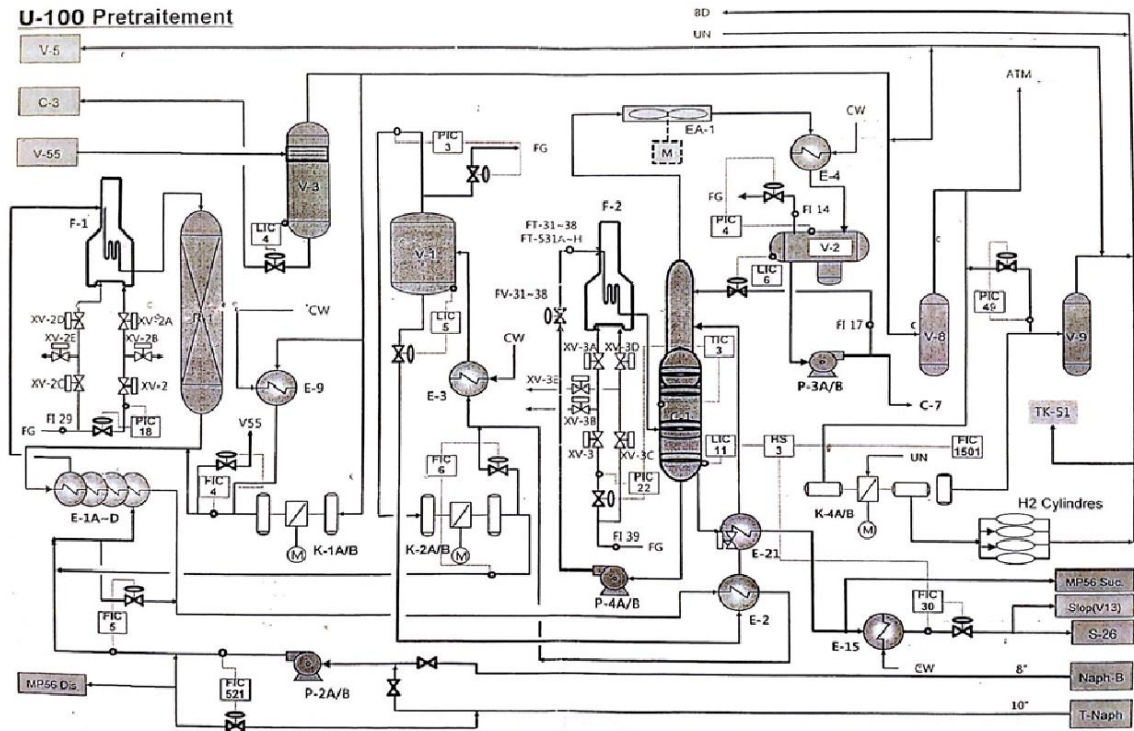 U-100 Pretraitement
8D
UN
V-5
C-3
V-55
ATM
V-3
LIC
4
F-1
PIC
3
FG
EA-1
M
CW
E-4
PIC
4
FG
FI 14
V-2
LIC
6
F-2
FT-31~38
FT-531A~H
FV-31~38
V-1
LIC
5
CW
E-3
CW
E-9
XV-2D
XV-2A
XV-2E
XV-2B
XV-2C
XV-2
FI 29
FG
PIC
18
V55
FIC
4
FIC
6
XV-3A
XV-3D
XV-3E
XV-3B
XV-3
XV-3C
PIC
22
FI 39
FG
TIC
3
C-1
LIC
11
FI 17
P-3A/B
C-7
V-8
PIC
49
V-9
TK-51
HS
3
FIC
1501
UN
K-4A/B
M
H2 Cylindres
E-1A~D
K-1A/B
M
K-2A/B
M
P-4A/B
E-21
E-2
FIC
5
FIC
521
P-2A/B
MP56 Dis.
E-15
CW
FIC
30
MP56 Suc.
Slop(V13)
S-26
8"
Naph-B
10"
T-Naph